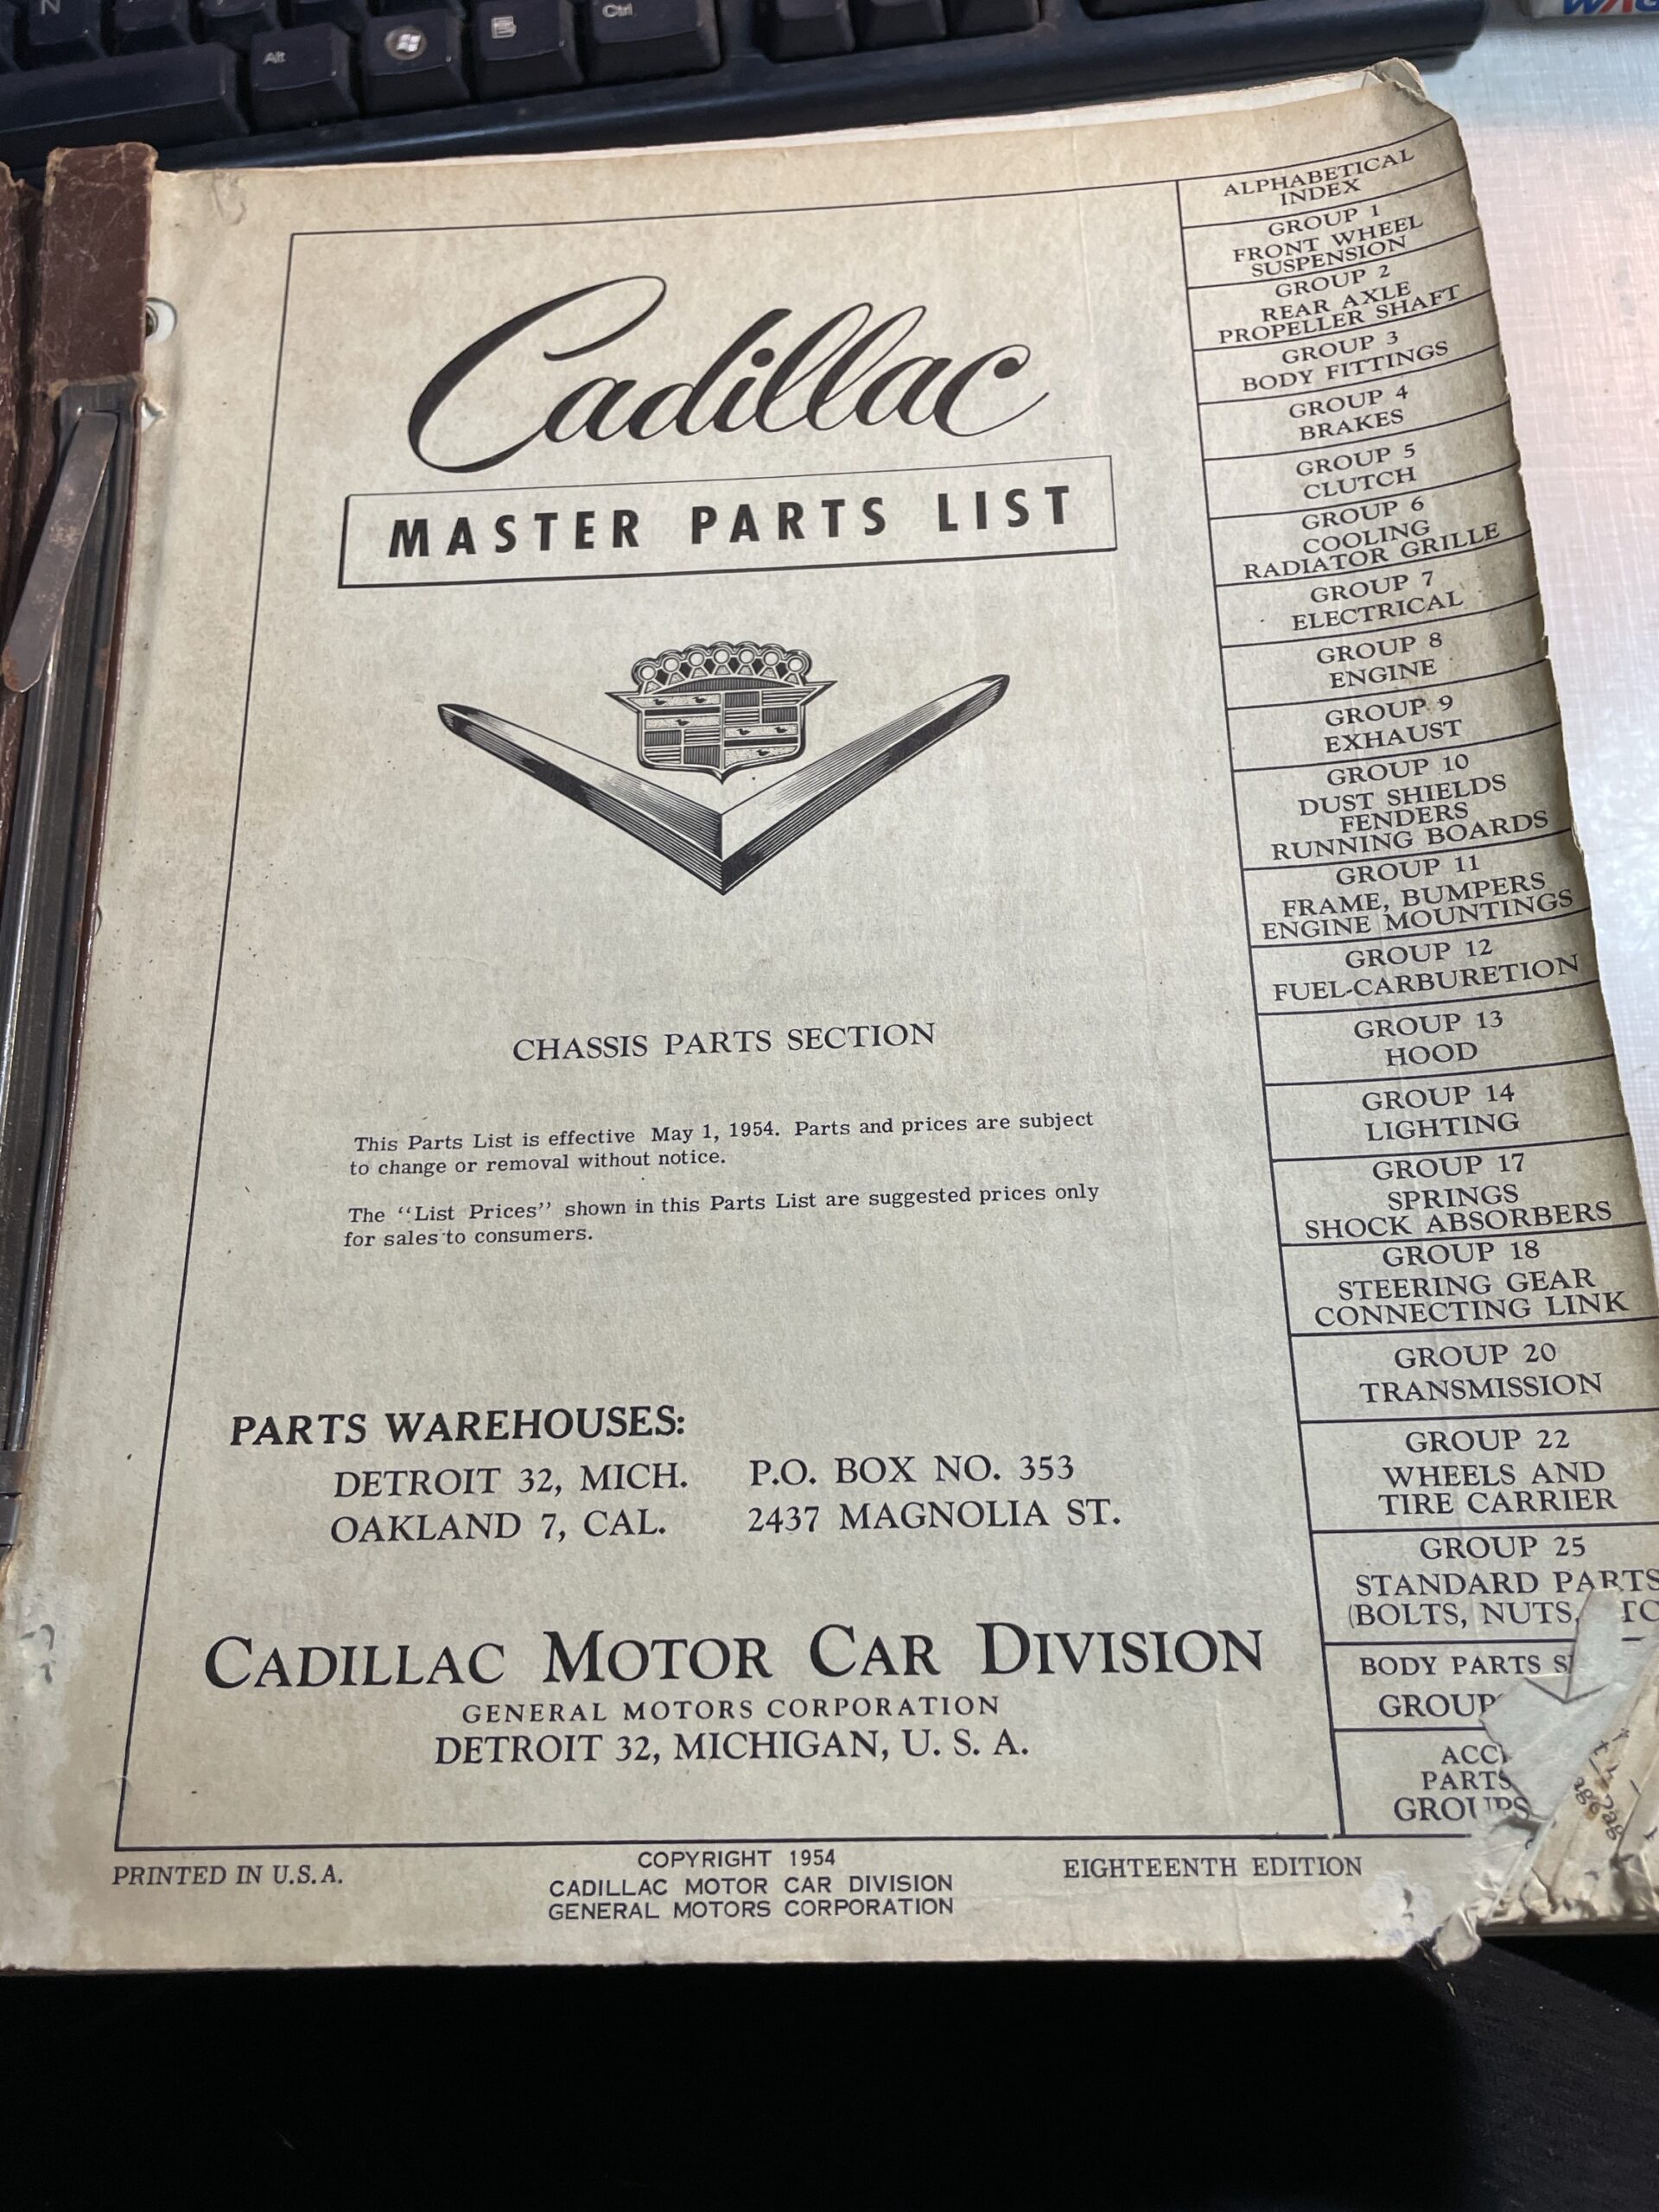 N
Alt
Ctrl
Cadillac
MASTER PARTS LIST
CHASSIS PARTS SECTION
This Parts List is effective May 1, 1954. Parts and prices are subject
to change or removal without notice.
The “List Prices” shown in this Parts List are suggested prices only
for sales to consumers.
PARTS WAREHOUSES:
DETROIT 32, MICH. P.O. BOX NO. 353
OAKLAND 7, CAL. 2437 MAGNOLIA ST.
CADILLAC MOTOR CAR DIVISION
GENERAL MOTORS CORPORATION
DETROIT 32, MICHIGAN, U. S. A.
PRINTED IN U.S.A.
COPYRIGHT 1954
CADILLAC MOTOR CAR DIVISION
GENERAL MOTORS CORPORATION
EIGHTEENTH EDITION
ALPHABETICAL
INDEX
GROUP 1
FRONT WHEEL
SUSPENSION
GROUP 2
REAR AXLE
PROPELLER SHAFT
GROUP 3
BODY FITTINGS
GROUP 4
BRAKES
GROUP 5
CLUTCH
GROUP 6
COOLING
RADIATOR GRILLE
GROUP 7
ELECTRICAL
GROUP 8
ENGINE
GROUP 9
EXHAUST
GROUP 10
DUST SHIELDS
FENDERS
RUNNING BOARDS
GROUP 11
FRAME, BUMPERS
ENGINE MOUNTINGS
GROUP 12
FUEL-CARBURETION
GROUP 13
HOOD
GROUP 14
LIGHTING
GROUP 17
SPRINGS
SHOCK ABSORBERS
GROUP 18
STEERING GEAR
CONNECTING LINK
GROUP 20
TRANSMISSION
GROUP 22
WHEELS AND
TIRE CARRIER
GROUP 25
STANDARD PARTS
(BOLTS, NUTS,
BODY PARTS
GROUP
PARTS
GROUPS